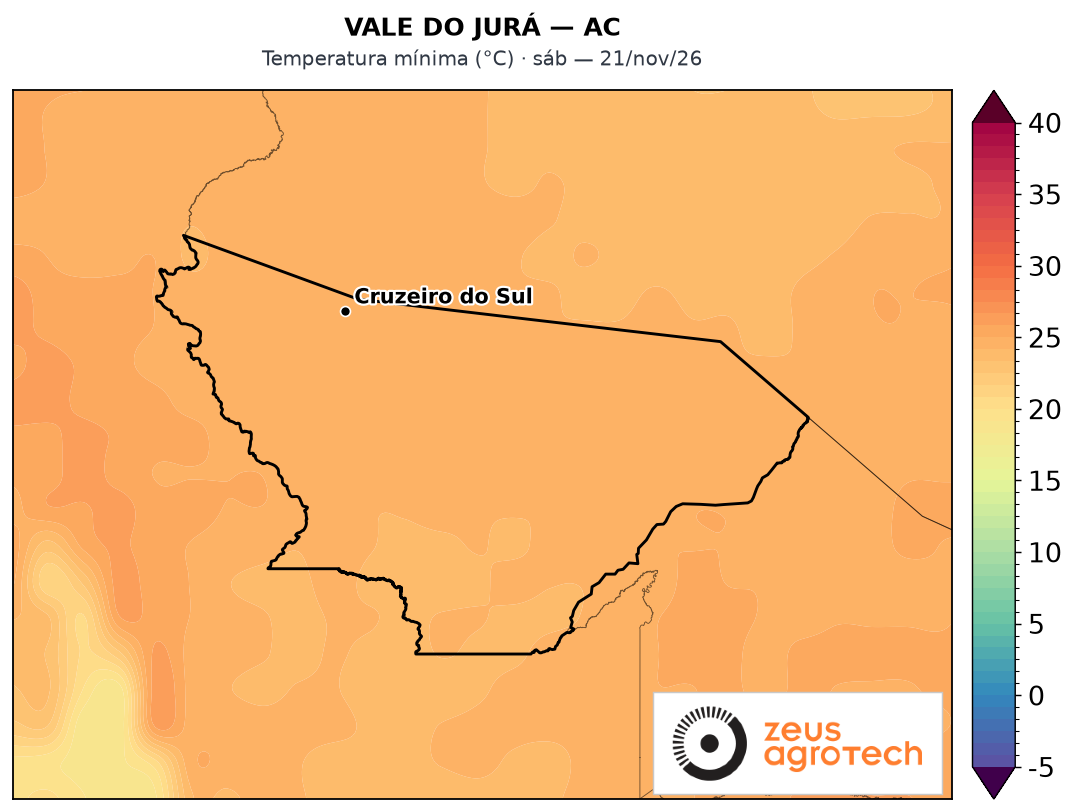 VALE DO JURÁ — AC
Temperatura mínima (°C) · sáb — 21/nov/26
Cruzeiro do Sul
40
35
30
25
20
15
10
5
0
-5
zeus
agrotech